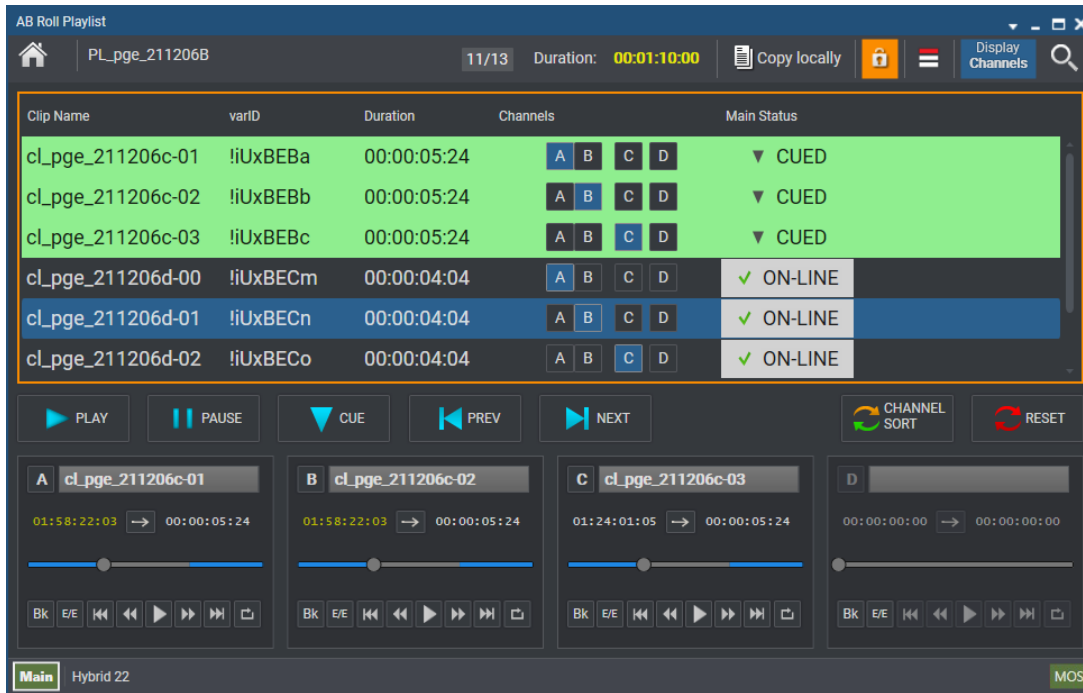 AB Roll Playlist
PL_pge_211206B 11/13 Duration: 00:01:10:00 Copy locally Display Channels
Clip Name varID Duration Channels Main Status
cl_pge_211206c-01 !iUxBEBa 00:00:05:24 A B C D CUED
cl_pge_211206c-02 !iUxBEBb 00:00:05:24 A B C D CUED
cl_pge_211206c-03 !iUxBEBc 00:00:05:24 A B C D CUED
cl_pge_211206d-00 !iUxBECm 00:00:04:04 A B C D ON-LINE
cl_pge_211206d-01 !iUxBECn 00:00:04:04 A B C D ON-LINE
cl_pge_211206d-02 !iUxBECo 00:00:04:04 A B C D ON-LINE
PLAY PAUSE CUE PREV NEXT CHANNEL SORT RESET
A cl_pge_211206c-01 B cl_pge_211206c-02 C cl_pge_211206c-03 D
01:58:22:03 00:00:05:24 01:58:22:03 00:00:05:24 01:24:01:05 00:00:05:24 00:00:00:00 00:00:00:00
Bk E/E Bk E/E Bk E/E Bk E/E
Main Hybrid 22 MOS